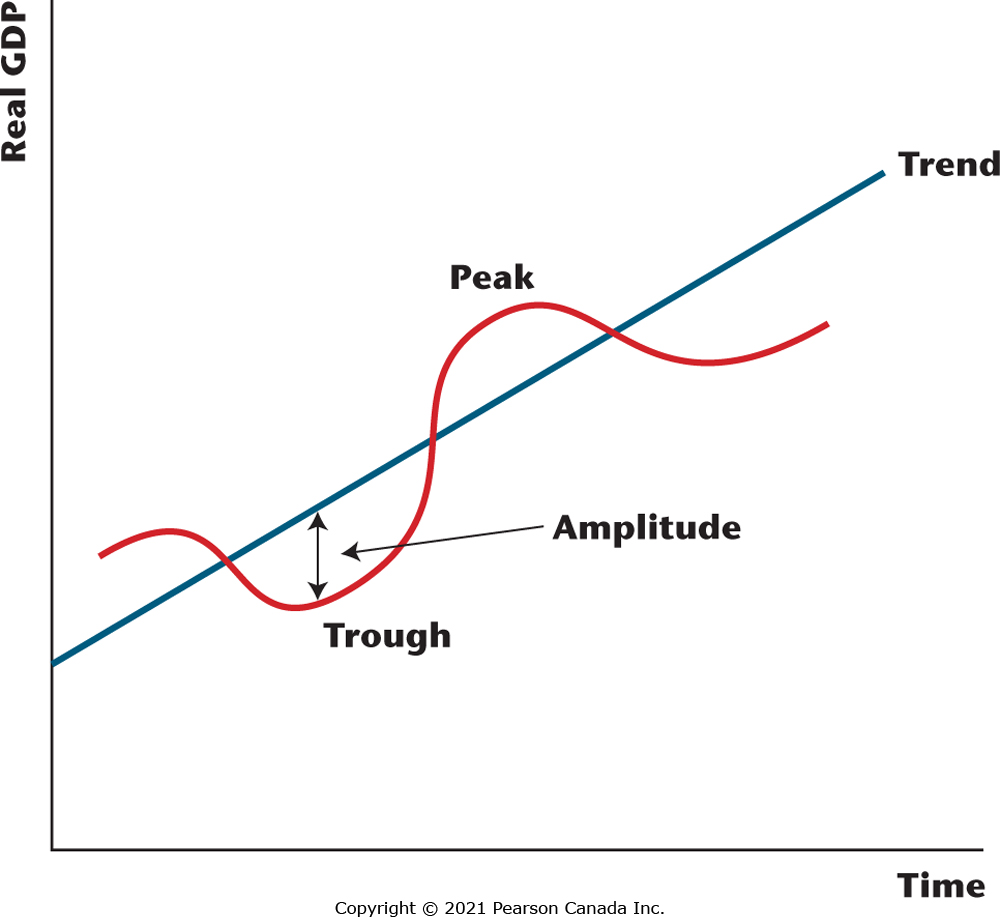 Real GDP
Trend
Peak
Amplitude
Trough
Time
Copyright © 2021 Pearson Canada Inc.